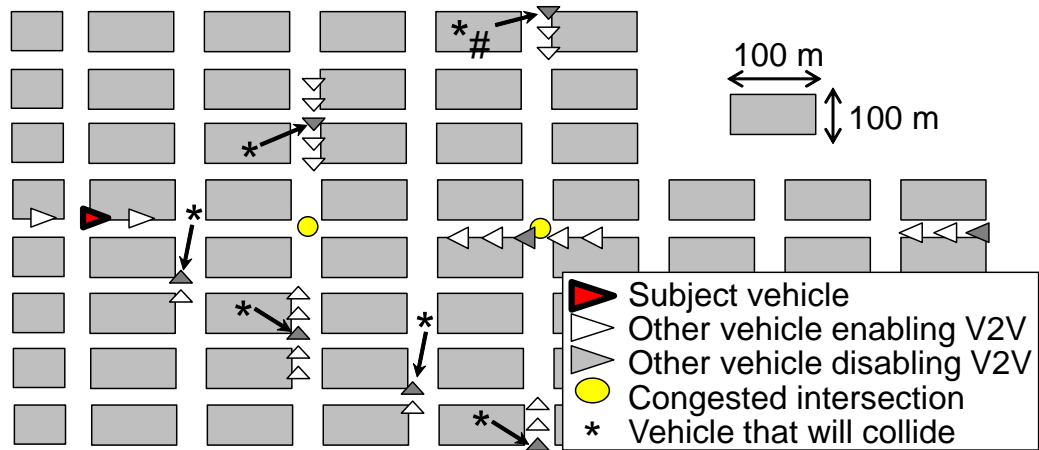 *#
100 m
100 m
*
*
*
*
*
Subject vehicle
Other vehicle enabling V2V
Other vehicle disabling V2V
Congested intersection
* Vehicle that will collide